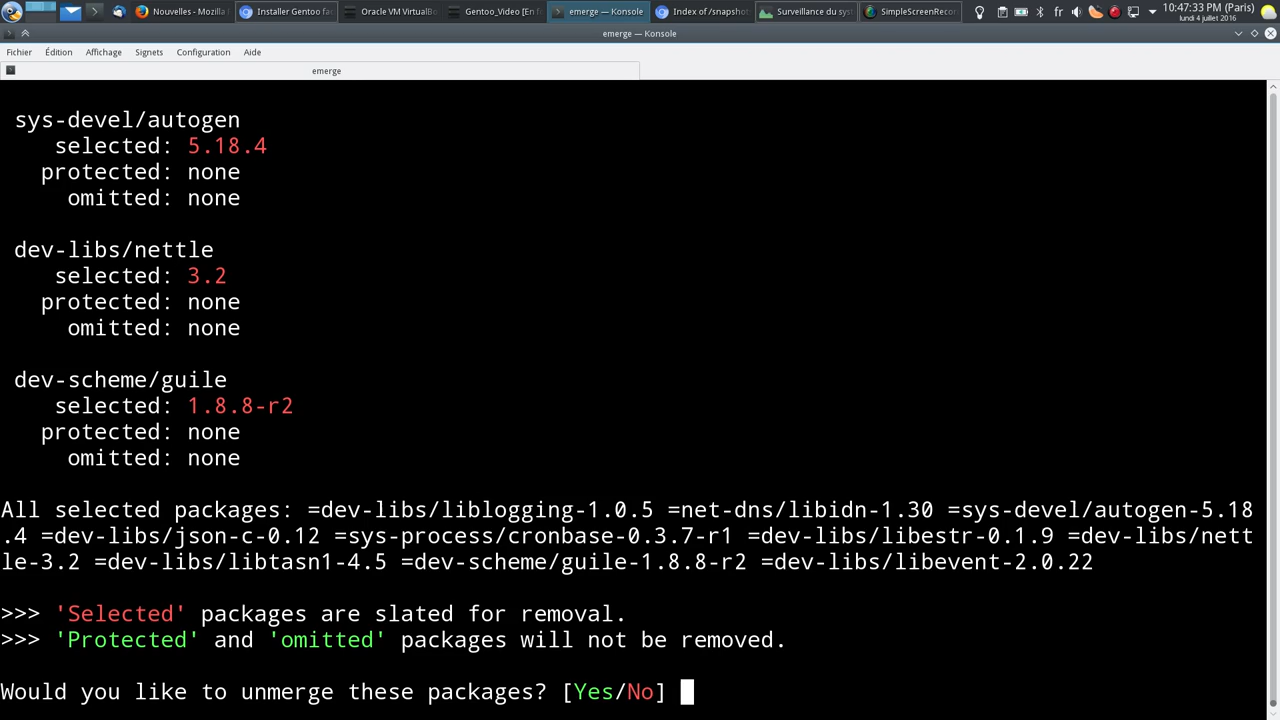 Nouvelles - Mozilla
Installer Gentoo fac
Oracle VM VirtualBo
Gentoo_Video [En f
emerge — Konsole
Index of /snapshot
Surveillance du sys
SimpleScreenReco
fr
10:47:33 PM (Paris)
lundi 4 juillet 2016
emerge — Konsole
Fichier Édition Affichage Signets Configuration Aide
emerge
sys-devel/autogen
selected: 5.18.4
protected: none
omitted: none
dev-libs/nettle
selected: 3.2
protected: none
omitted: none
dev-scheme/guile
selected: 1.8.8-r2
protected: none
omitted: none
All selected packages: =dev-libs/liblogging-1.0.5 =net-dns/libidn-1.30 =sys-devel/autogen-5.18
.4 =dev-libs/json-c-0.12 =sys-process/cronbase-0.3.7-r1 =dev-libs/libestr-0.1.9 =dev-libs/nett
le-3.2 =dev-libs/libtasn1-4.5 =dev-scheme/guile-1.8.8-r2 =dev-libs/libevent-2.0.22
>>> 'Selected' packages are slated for removal.
>>> 'Protected' and 'omitted' packages will not be removed.
Would you like to unmerge these packages? [Yes/No]